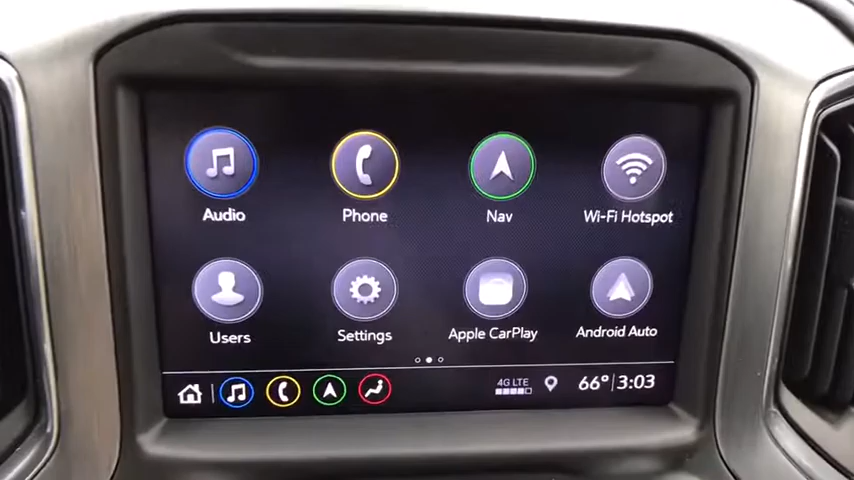 Audio
Phone
Nav
Wi-Fi Hotspot
Users
Settings
Apple CarPlay
Android Auto
4G LTE
66° 3:03